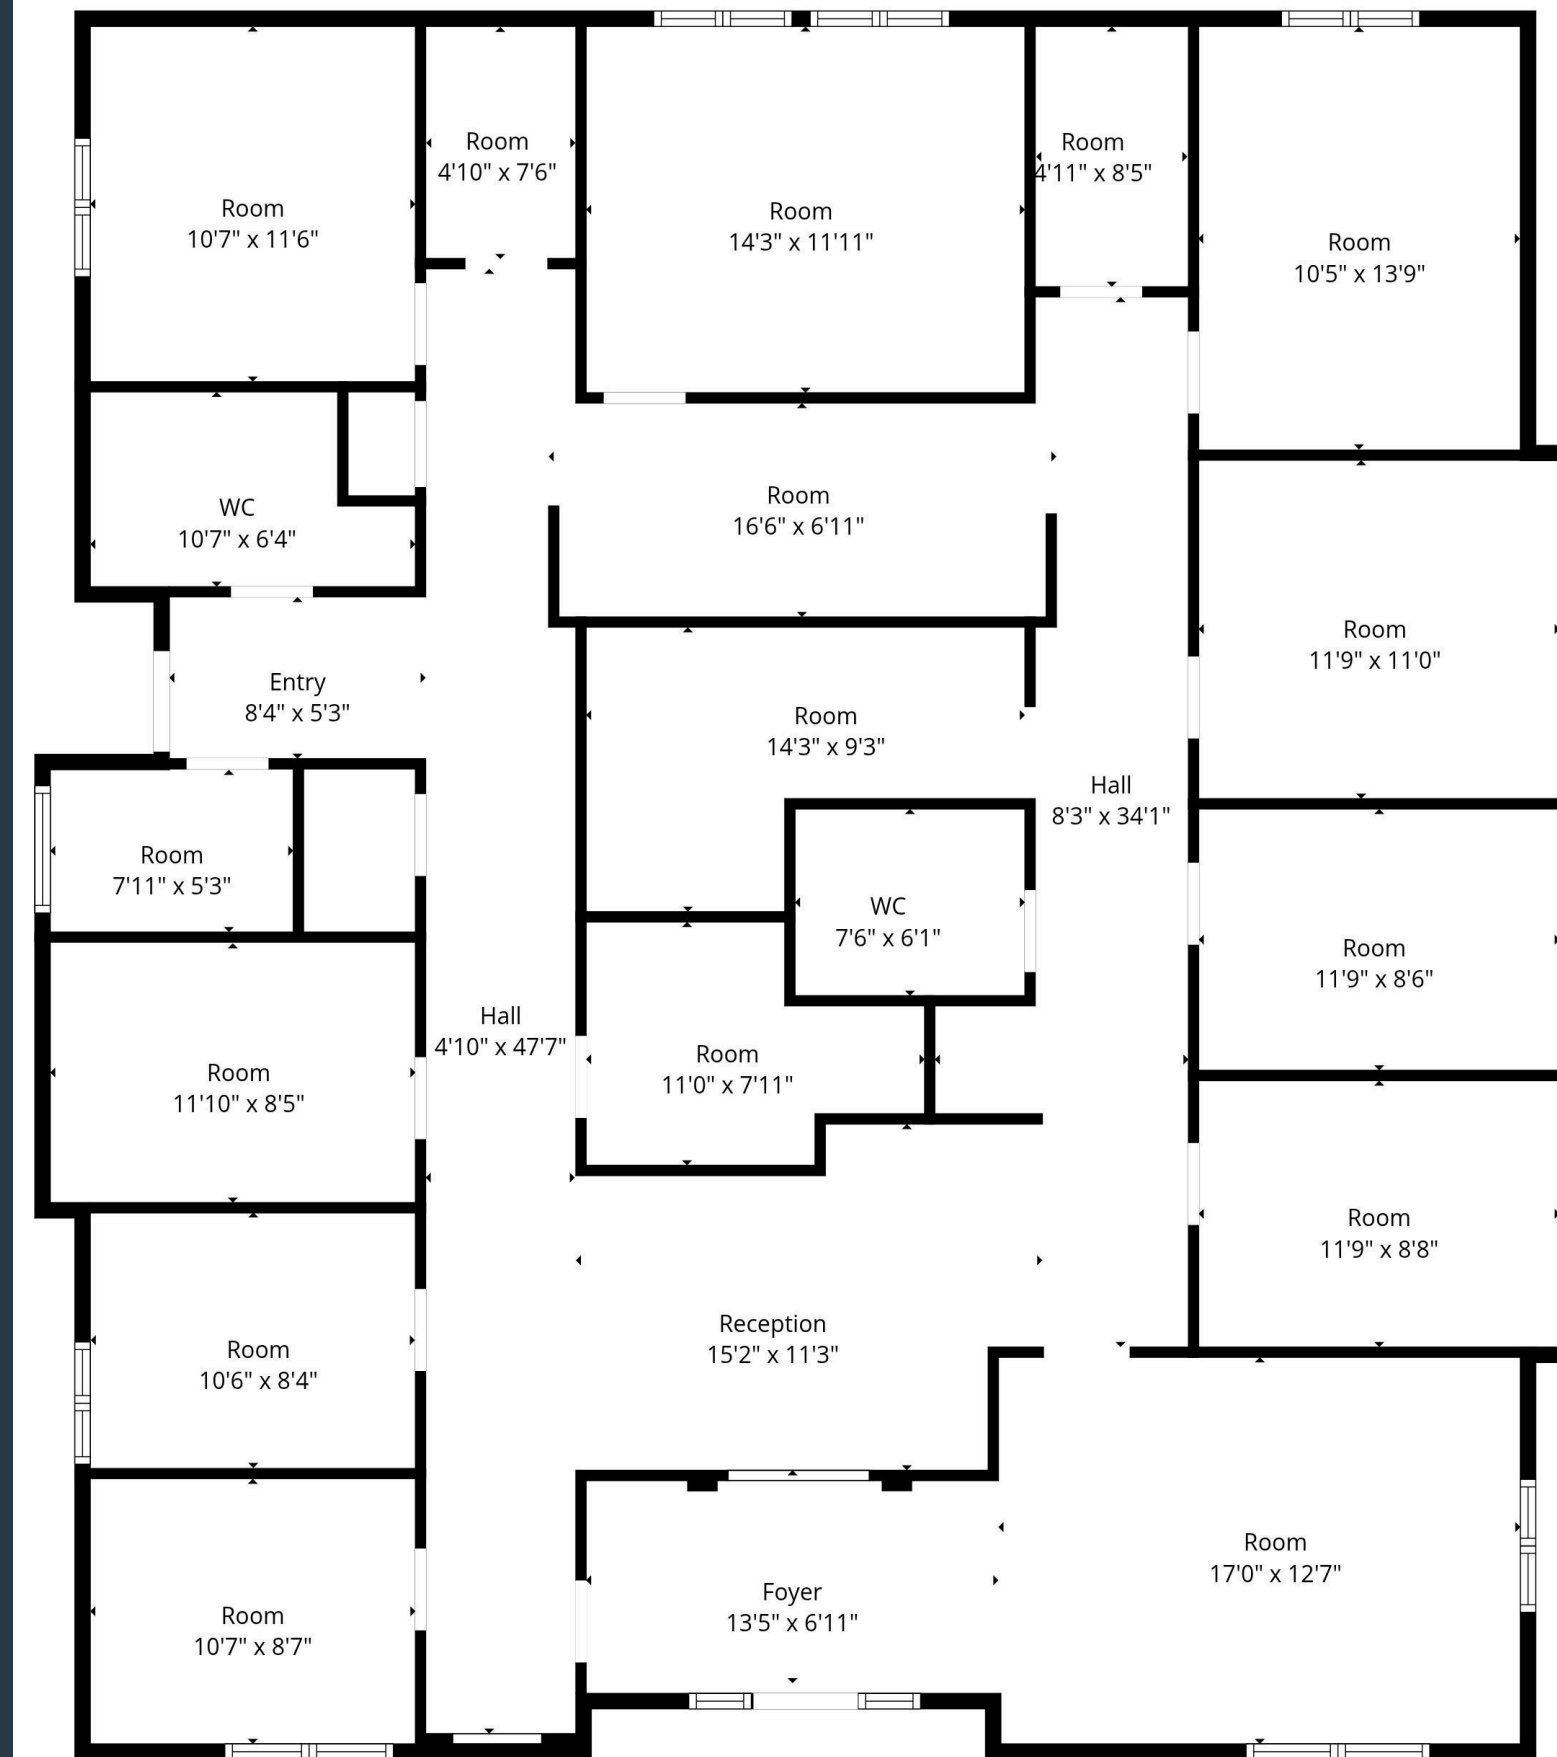 Room
4'10" x 7'6"
Room
4'11" x 8'5"
Room
10'7" x 11'6"
Room
14'3" x 11'11"
Room
10'5" x 13'9"
WC
10'7" x 6'4"
Room
16'6" x 6'11"
Room
11'9" x 11'0"
Entry
8'4" x 5'3"
Room
14'3" x 9'3"
Hall
8'3" x 34'1"
Room
7'11" x 5'3"
WC
7'6" x 6'1"
Room
11'9" x 8'6"
Hall
4'10" x 47'7"
Room
11'0" x 7'11"
Room
11'10" x 8'5"
Room
11'9" x 8'8"
Reception
15'2" x 11'3"
Room
10'6" x 8'4"
Room
17'0" x 12'7"
Foyer
13'5" x 6'11"
Room
10'7" x 8'7"